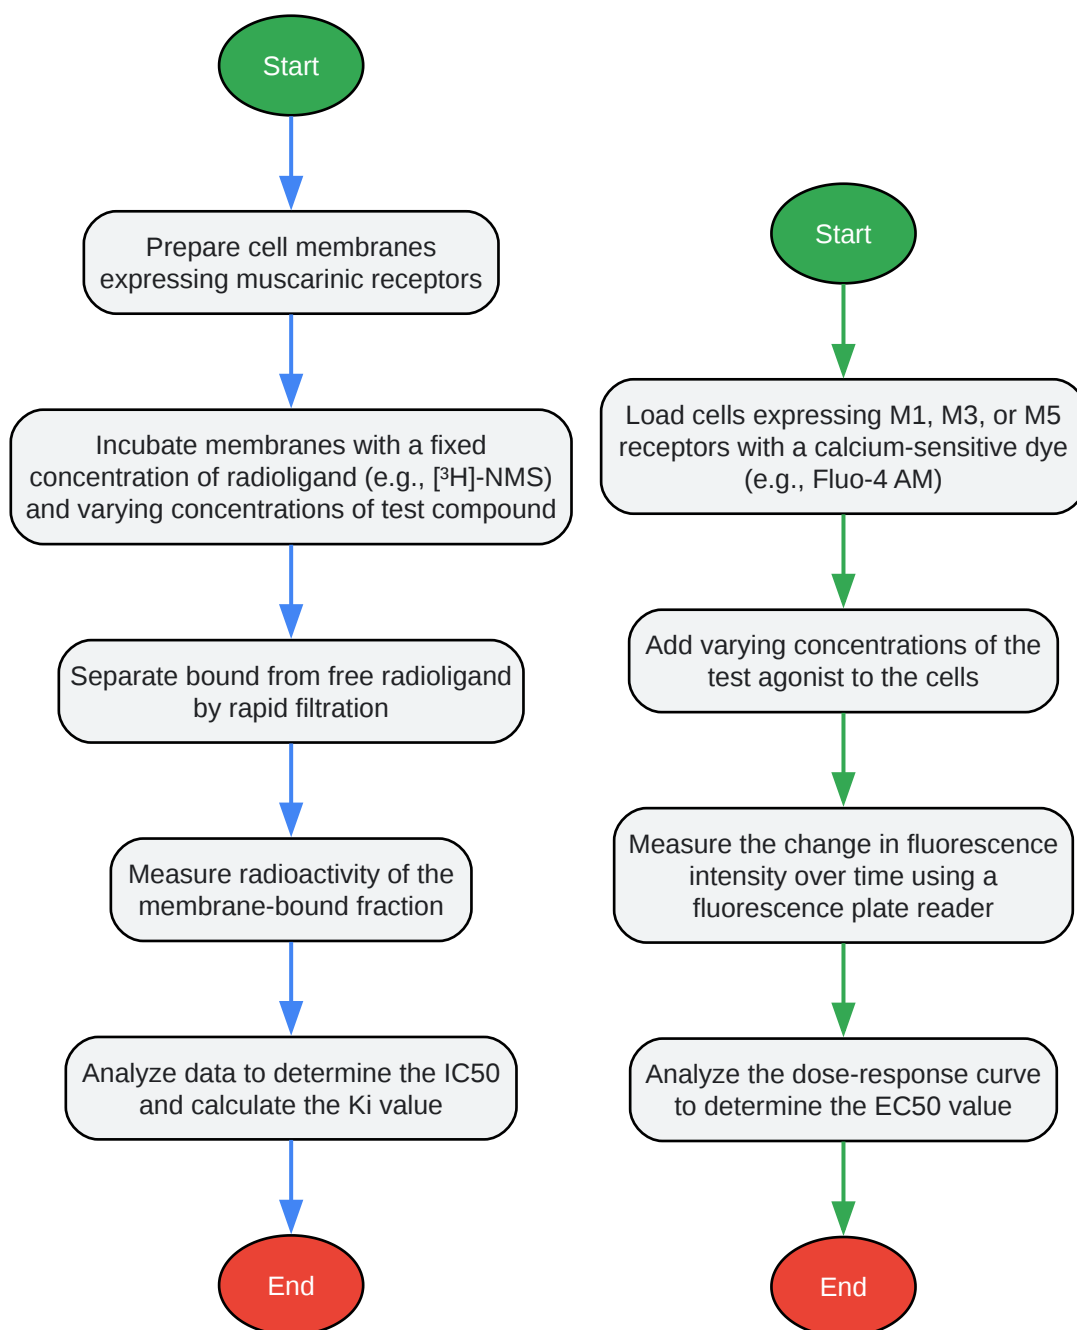 Start
Prepare cell membranes
expressing muscarinic receptors
Incubate membranes with a fixed
concentration of radioligand (e.g., [³H]-NMS)
and varying concentrations of test compound
Separate bound from free radioligand
by rapid filtration
Measure radioactivity of the
membrane-bound fraction
Analyze data to determine the IC50
and calculate the Ki value
End
Start
Load cells expressing M1, M3, or M5
receptors with a calcium-sensitive dye
(e.g., Fluo-4 AM)
Add varying concentrations of the
test agonist to the cells
Measure the change in fluorescence
intensity over time using a
fluorescence plate reader
Analyze the dose-response curve
to determine the EC50 value
End